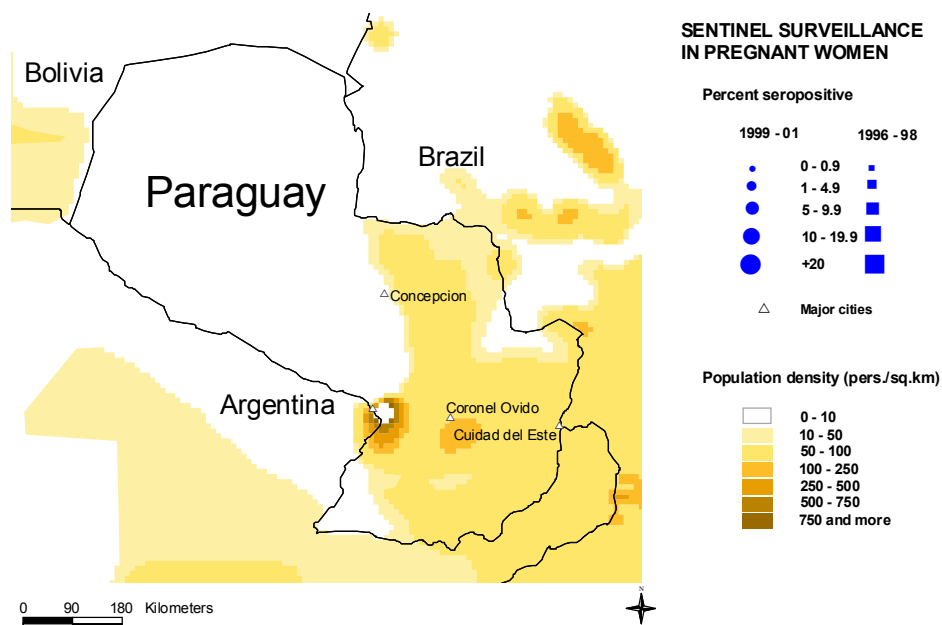 SENTINEL SURVEILLANCE
IN PREGNANT WOMEN
Percent seropositive
1999 - 01
1996 - 98
0 - 0.9
1 - 4.9
5 - 9.9
10 - 19.9
+20
Major cities
Population density (pers./sq.km)
0 - 10
10 - 50
50 - 100
100 - 250
250 - 500
500 - 750
750 and more
Bolivia
Brazil
Paraguay
Concepcion
Argentina
Coronel Ovido
Cuidad del Este
0 90 180 Kilometers
N